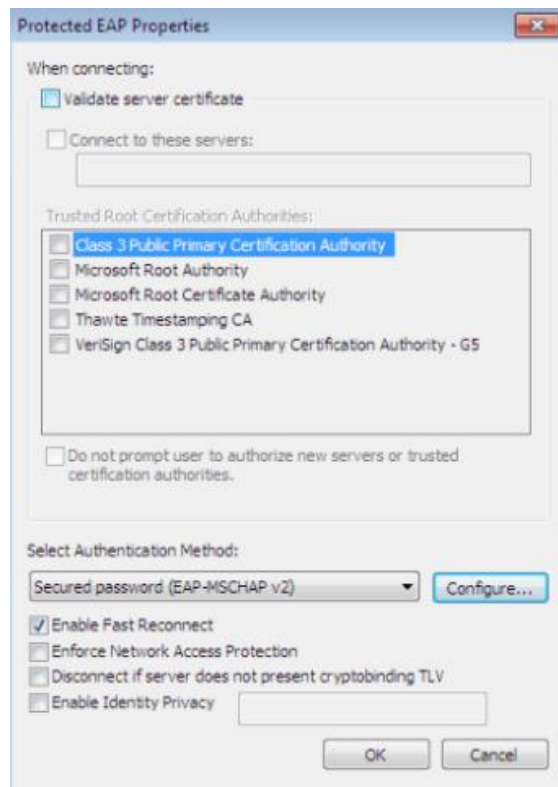 Protected EAP Properties
When connecting:
Validate server certificate
Connect to these servers:
Trusted Root Certification Authorities:
Class 3 Public Primary Certification Authority
Microsoft Root Authority
Microsoft Root Certificate Authority
Thawte Timestamping CA
VeriSign Class 3 Public Primary Certification Authority - G5
Do not prompt user to authorize new servers or trusted
certification authorities.
Select Authentication Method:
Secured password (EAP-MSCHAP v2) Configure...
Enable Fast Reconnect
Enforce Network Access Protection
Disconnect if server does not present cryptobinding TLV
Enable Identity Privacy
OK Cancel